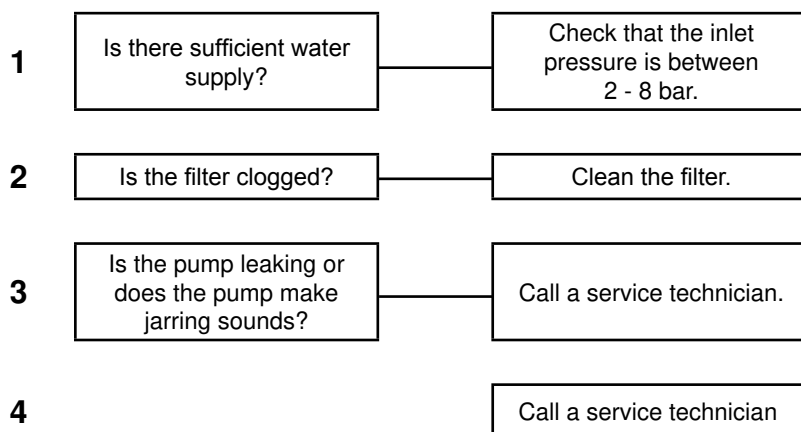 1
Is there sufficient water
supply?
Check that the inlet
pressure is between
2 - 8 bar.
2
Is the filter clogged?
Clean the filter.
3
Is the pump leaking or
does the pump make
jarring sounds?
Call a service technician.
4
Call a service technician